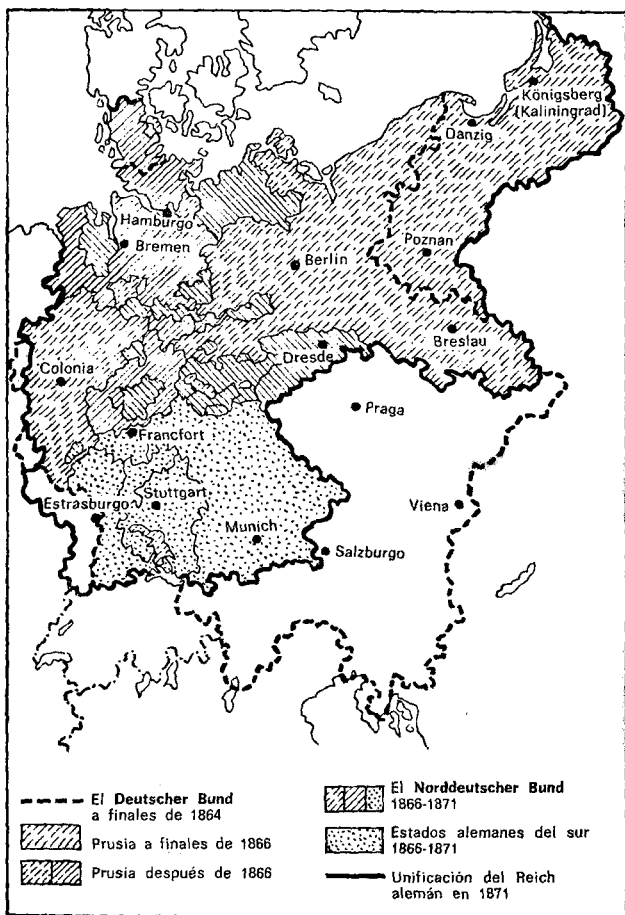 Königsberg
(Kaliningrad)
Danzig
Hamburgo
Bremen
Berlin
Poznan
Breslau
Dresde
Colonia
Praga
Francfort
Estrasburgo
Stuttgart
Viena
Munich
Salzburgo
El Deutscher Bund
a finales de 1864
Prusia a finales de 1866
Prusia después de 1866
El Norddeutscher Bund
1866-1871
Estados alemanes del sur
1866-1871
Unificación del Reich
alemán en 1871